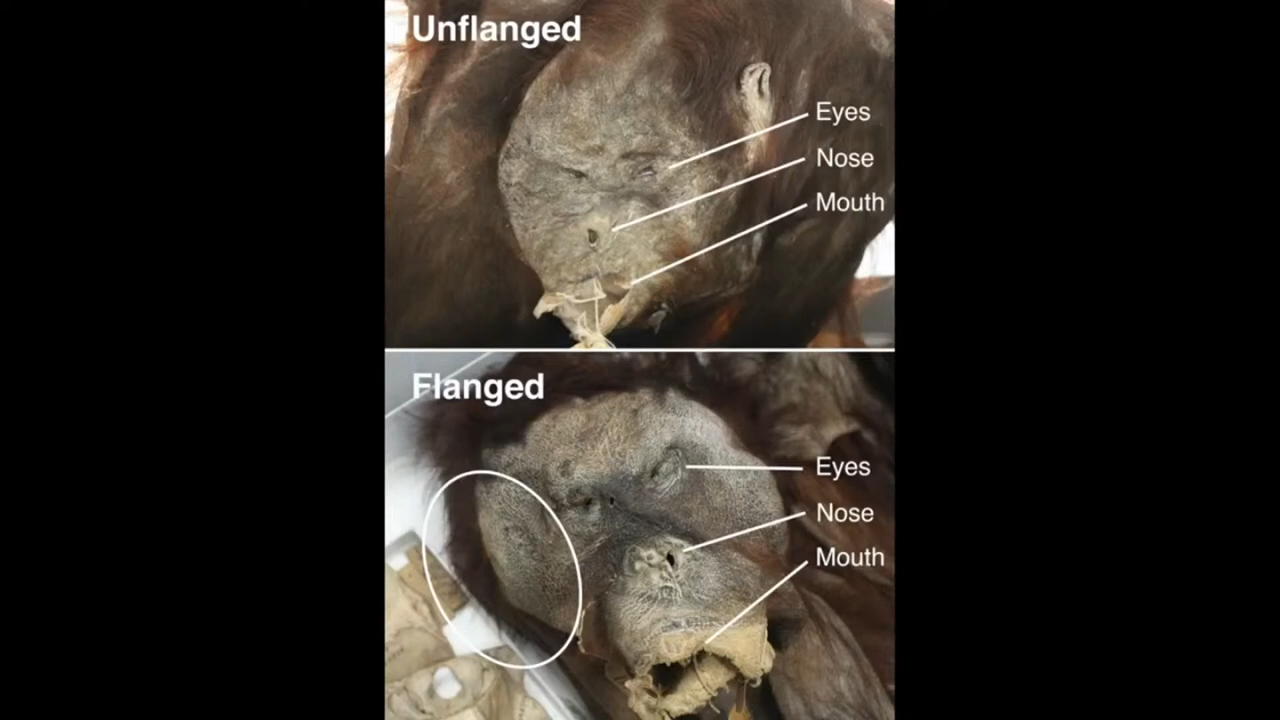 Unflanged
Eyes
Nose
Mouth
Flanged
Eyes
Nose
Mouth